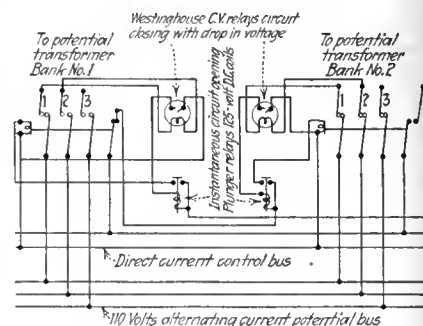 Westinghouse C.V. relays circuit
closing with drop in voltage
To potential
transformer
Bank No.1
To potential
transformer
Bank No.2
1 2 3
1 2 3
Instantaneous circuit opening
Plunger relays 125 volt D.C. coils
Direct current control bus
110 Volts alternating current potential bus